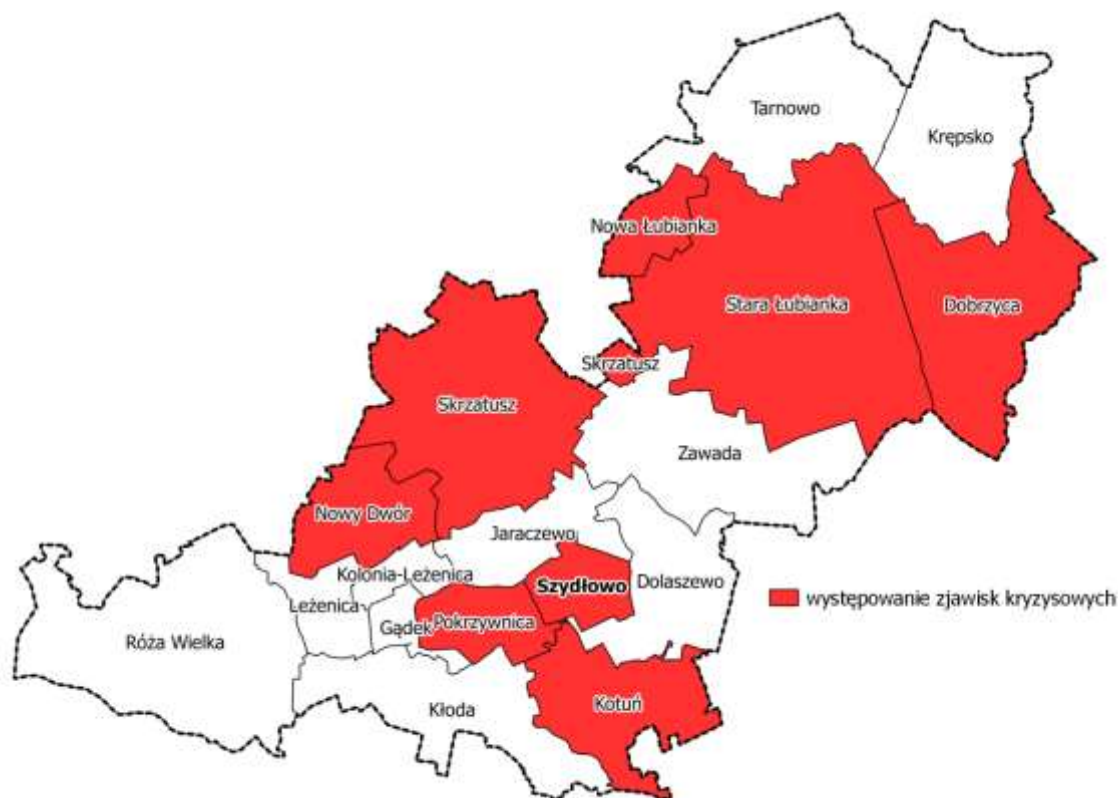 Tarnowo
Krępsko
Nowa Łubianka
Stara Łubianka
Dobrzyca
Skrzatusz
Skrzatusz
Zawada
Nowy Dwór
Jaraczewo
Kolonia-Leżenica
Szydłowo
Dolaszewo
występowanie zjawisk kryzysowych
Leżenica
Gądek
Pokrzywnica
Róża Wielka
Kotuń
Kłoda